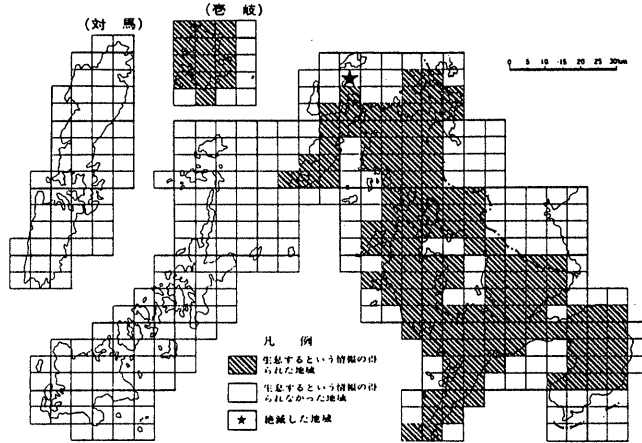 (対 馬)
(壱 岐)
0 5 10 15 20 25 30km
凡 例
生息するという情報の得
られた地域
生息するという情報の得
られなかった地域
絶滅した地域